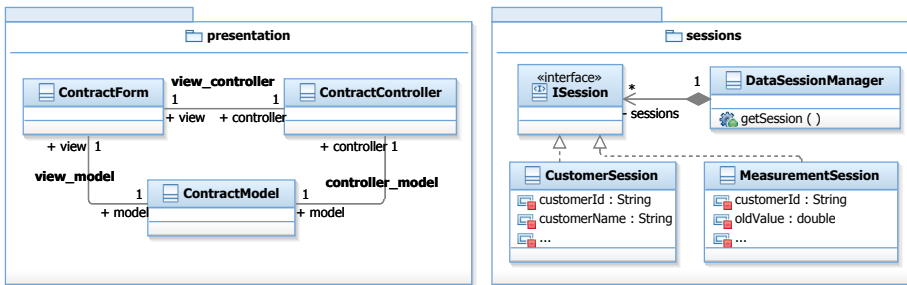 presentation
view_controller
ContractForm
ContractController
1
1
+ view
+ controller
+ view 1
+ controller 1
view_model
controller_model
1
ContractModel
1
+ model
+ model
sessions
«interface»
ISession
*
1
DataSessionManager
- sessions
getSession ( )
CustomerSession
customerId : String
customerName : String
...
MeasurementSession
customerId : String
oldValue : double
...